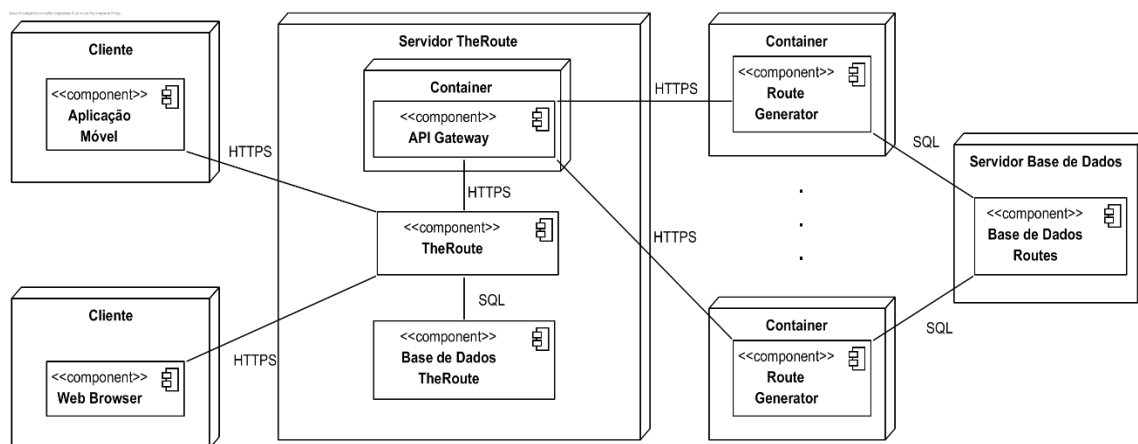 Cliente
<<component>>
Aplicação
Móvel
HTTPS
Cliente
<<component>>
Web Browser
HTTPS
Servidor TheRoute
Container
<<component>>
API Gateway
HTTPS
<<component>>
TheRoute
SQL
<<component>>
Base de Dados
TheRoute
HTTPS
HTTPS
Container
<<component>>
Route
Generator
.
.
.
Container
<<component>>
Route
Generator
SQL
SQL
Servidor Base de Dados
<<component>>
Base de Dados
Routes